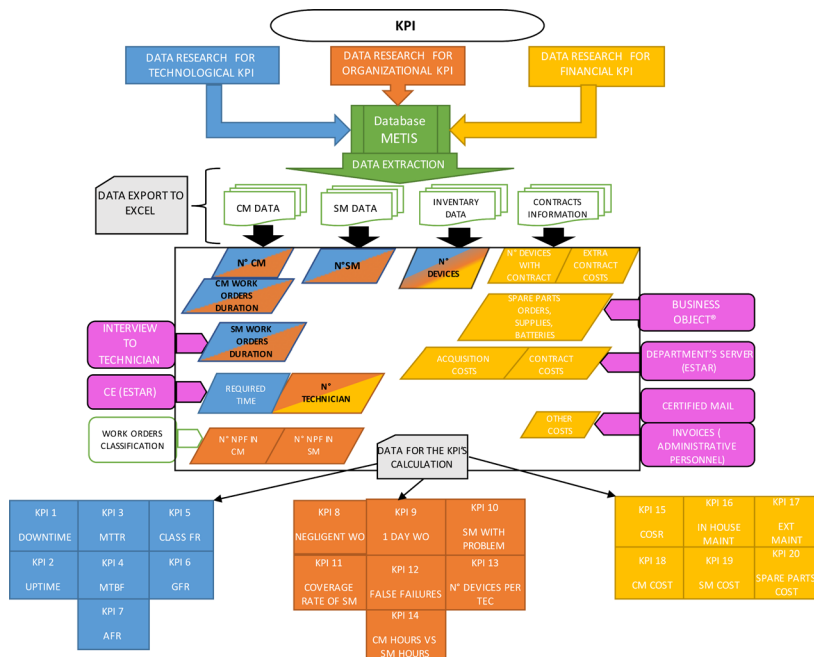 KPI
DATA RESEARCH FOR
TECHNOLOGICAL KPI
DATA RESEARCH FOR
ORGANIZATIONAL KPI
DATA RESEARCH FOR
FINANCIAL KPI
Database
METIS
DATA EXTRACTION
DATA EXPORT TO
EXCEL
CM DATA
SM DATA
INVENTARY
DATA
CONTRACTS
INFORMATION
N° CM
N°SM
N°
DEVICES
N° DEVICES
WITH
CONTRACT
EXTRA
CONTRACT
COSTS
CM WORK
ORDERS
DURATION
SPARE PARTS
ORDERS,
SUPPLIES,
BATTERIES
BUSINESS
OBJECT®
INTERVIEW
TO
TECHNICIAN
SM WORK
ORDERS
DURATION
ACQUISITION
COSTS
CONTRACT
COSTS
DEPARTMENT'S SERVER
(ESTAR)
CE (ESTAR)
REQUIRED
TIME
N°
TECHNICIAN
OTHER
COSTS
CERTIFIED MAIL
INVOICES (
ADMINISTRATIVE
PERSONNEL)
WORK ORDERS
CLASSIFICATION
N° NPF IN
CM
N° NPF IN
SM
DATA FOR THE KPI'S
CALCULATION
KPI 1
DOWNTIME
KPI 3
MTTR
KPI 5
CLASS FR
KPI 2
UPTIME
KPI 4
MTBF
KPI 6
GFR
KPI 7
AFR
KPI 8
NEGLIGENT WO
KPI 9
1 DAY WO
KPI 10
SM WITH
PROBLEM
KPI 11
COVERAGE
RATE OF SM
KPI 12
FALSE FAILURES
KPI 13
N° DEVICES PER
TEC
KPI 14
CM HOURS VS
SM HOURS
KPI 15
COSR
KPI 16
IN HOUSE
MAINT
KPI 17
EXT
MAINT
KPI 18
CM COST
KPI 19
SM COST
KPI 20
SPARE PARTS
COST